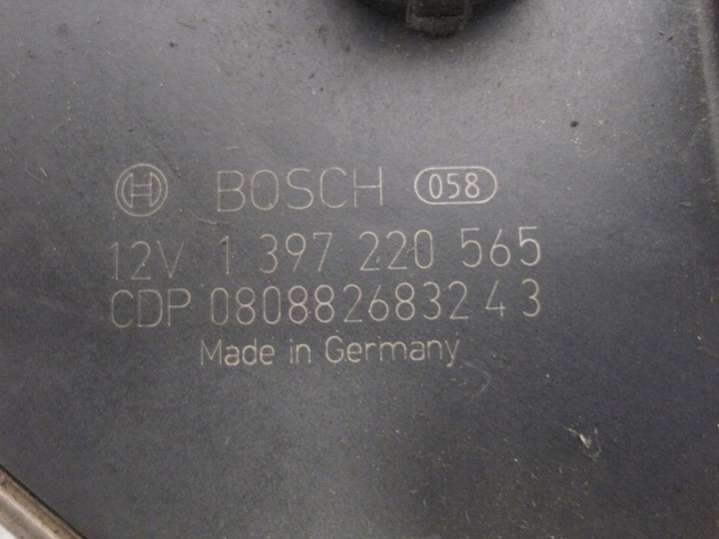 BOSCH 058
12V 1 397 220 565
CDP 0808826832 4 3
Made in Germany